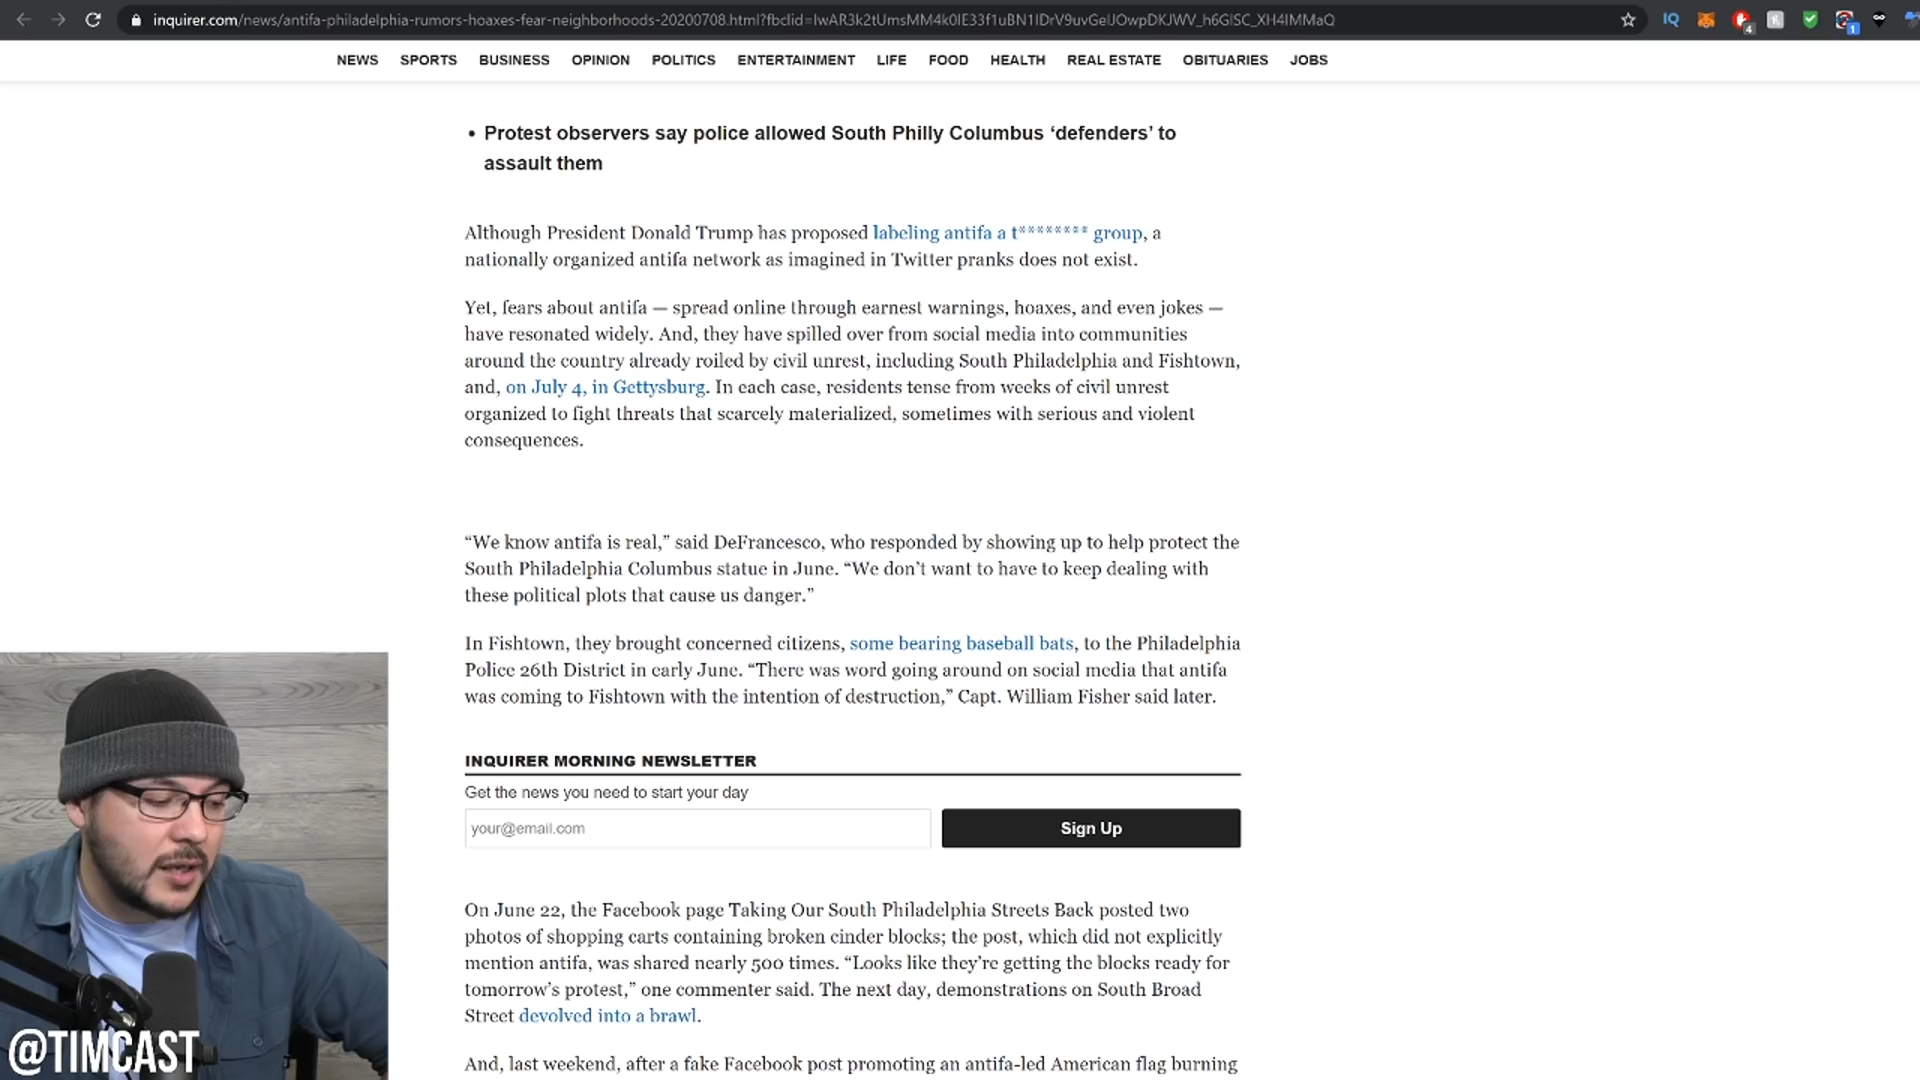 inquirer.com/news/antifa-philadelphia-rumors-hoaxes-fear-neighborhoods-20200708.html?fbclid=IwAR3k2tUmsMM4k0lE33f1uBN1IDrV9uvGeIJOwpDKJWV_h6GlSC_XH4IMMaQ
IQ
4
1
NEWS SPORTS BUSINESS OPINION POLITICS ENTERTAINMENT LIFE FOOD HEALTH REAL ESTATE OBITUARIES JOBS
• Protest observers say police allowed South Philly Columbus ‘defenders’ to
assault them
Although President Donald Trump has proposed labeling antifa a t******** group, a
nationally organized antifa network as imagined in Twitter pranks does not exist.
Yet, fears about antifa — spread online through earnest warnings, hoaxes, and even jokes —
have resonated widely. And, they have spilled over from social media into communities
around the country already roiled by civil unrest, including South Philadelphia and Fishtown,
and, on July 4, in Gettysburg. In each case, residents tense from weeks of civil unrest
organized to fight threats that scarcely materialized, sometimes with serious and violent
consequences.
“We know antifa is real,” said DeFrancesco, who responded by showing up to help protect the
South Philadelphia Columbus statue in June. “We don’t want to have to keep dealing with
these political plots that cause us danger.”
In Fishtown, they brought concerned citizens, some bearing baseball bats, to the Philadelphia
Police 26th District in early June. “There was word going around on social media that antifa
was coming to Fishtown with the intention of destruction,” Capt. William Fisher said later.
INQUIRER MORNING NEWSLETTER
Get the news you need to start your day
your@email.com
Sign Up
On June 22, the Facebook page Taking Our South Philadelphia Streets Back posted two
photos of shopping carts containing broken cinder blocks; the post, which did not explicitly
mention antifa, was shared nearly 500 times. “Looks like they’re getting the blocks ready for
tomorrow’s protest,” one commenter said. The next day, demonstrations on South Broad
Street devolved into a brawl.
And, last weekend, after a fake Facebook post promoting an antifa-led American flag burning
@TIMCAST